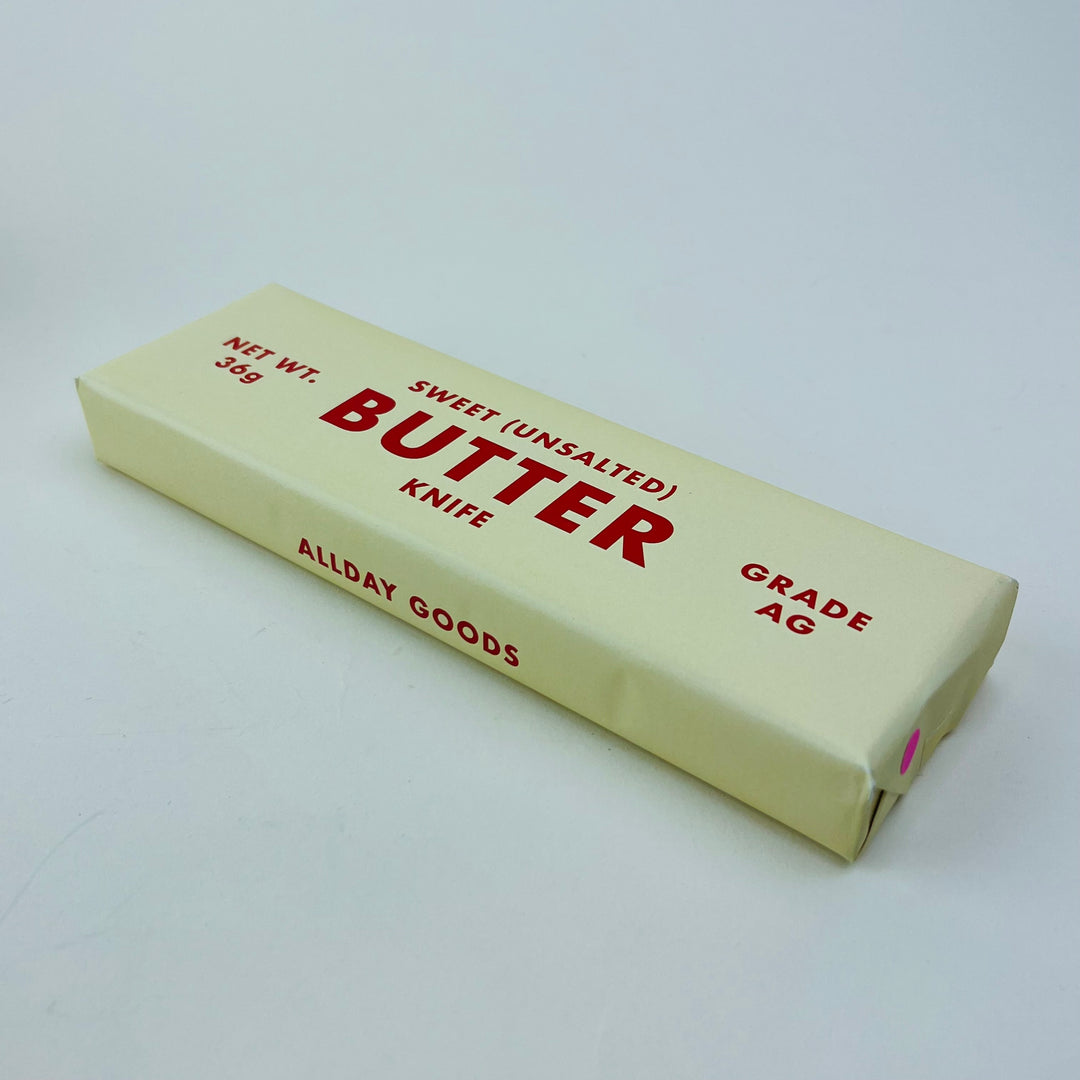 NET WT.
36g
SWEET (UNSALTED)
BUTTER
KNIFE
GRADE
AG
ALLDAY GOODS